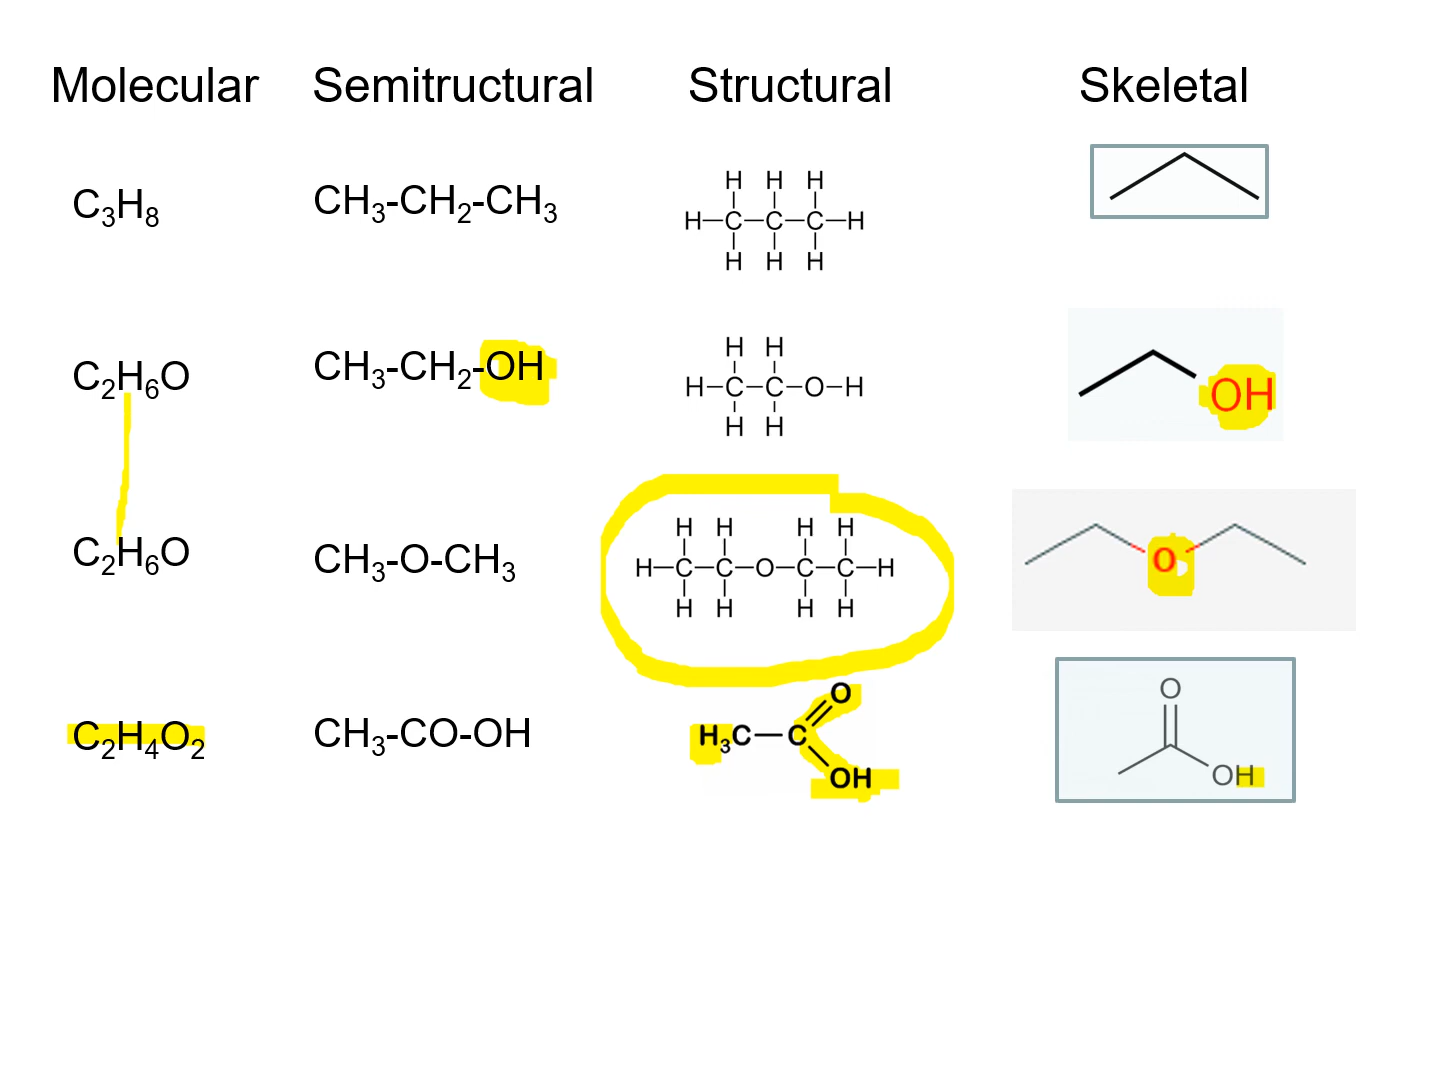 Molecular Semitructural Structural Skeletal
C₃H₈ CH₃-CH₂-CH₃
H H H
H–C–C–C–H
H H H
C₂H₆O CH₃-CH₂-OH
H H
H–C–C–O–H
H H
OH
C₂H₆O CH₃-O-CH₃
H H H H
H–C–C–O–C–C–H
H H H H
O
C₂H₄O₂ CH₃-CO-OH
O
H₃C–C
OH
O
OH